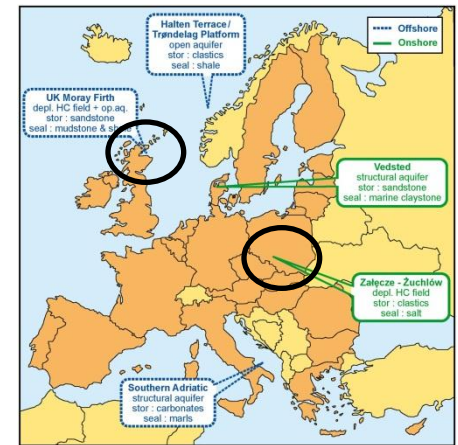 Halten Terrace/
Trøndelag Platform
open aquifer
stor : clastics
seal : shale
Offshore
Onshore
UK Moray Firth
depl. HC field + op.aq.
stor : sandstone
seal : mudstone &
Vedsted
structural aquifer
stor : sandstone
seal : marine claystone
Załęcze - Żuchlów
depl. HC field
stor : clastics
seal : salt
Southern Adriatic
structural aquifer
stor : carbonates
seal : marls